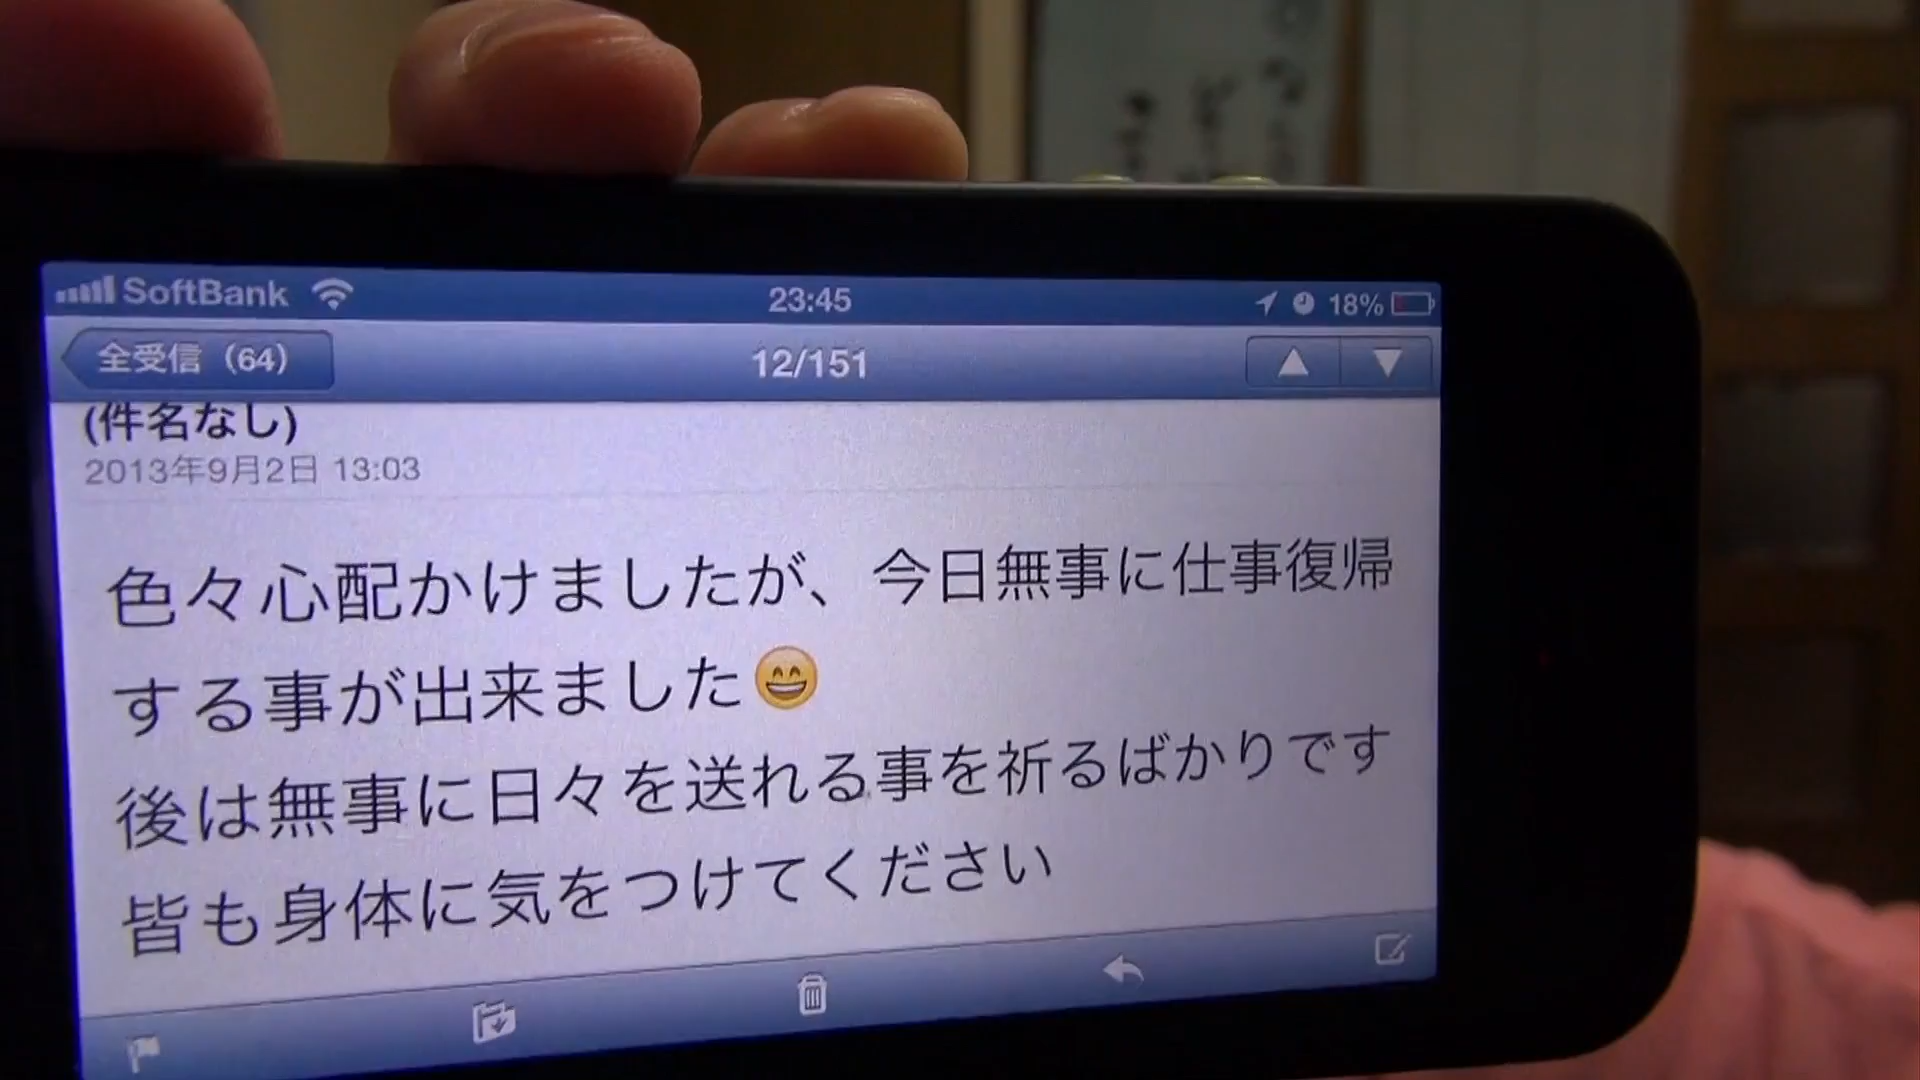 SoftBank 23:45 18%
全受信（64） 12/151
(件名なし)
2013年9月2日 13:03
色々心配かけましたが、今日無事に仕事復帰
する事が出来ました😄
後は無事に日々を送れる事を祈るばかりです
皆も身体に気をつけてください